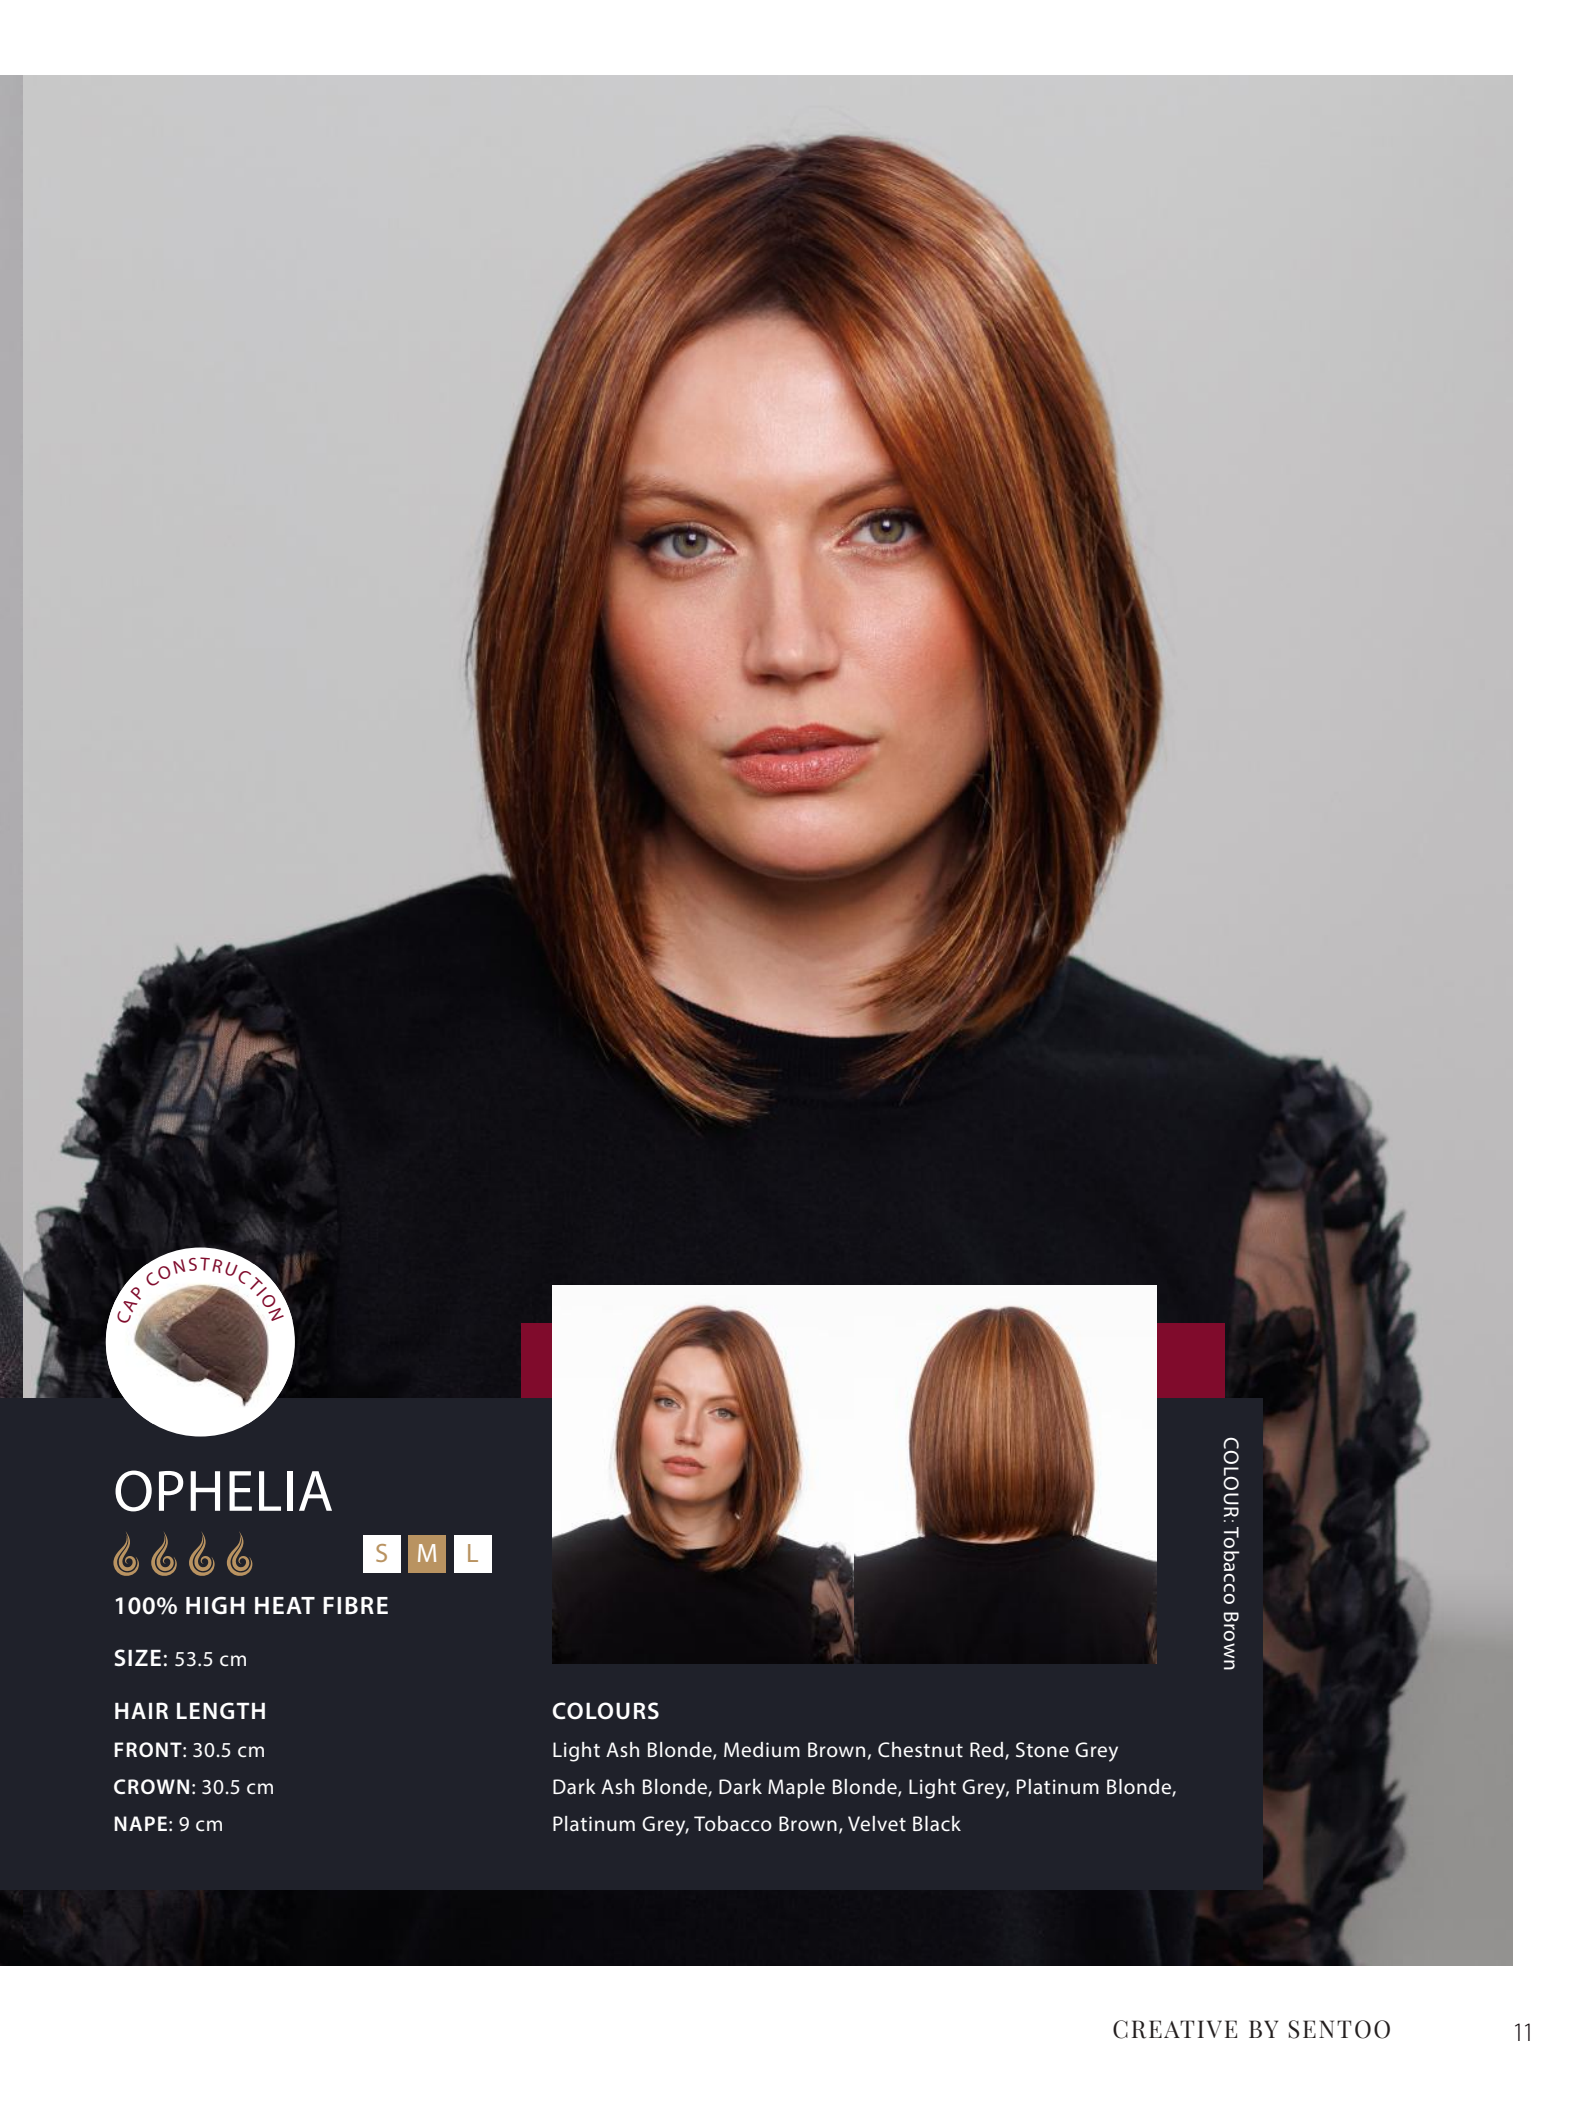 CAP CONSTRUCTION
OPHELIA
S M L
100% HIGH HEAT FIBRE
SIZE: 53.5 cm
HAIR LENGTH
FRONT: 30.5 cm
CROWN: 30.5 cm
NAPE: 9 cm
COLOUR: Tobacco Brown
COLOURS
Light Ash Blonde, Medium Brown, Chestnut Red, Stone Grey
Dark Ash Blonde, Dark Maple Blonde, Light Grey, Platinum Blonde,
Platinum Grey, Tobacco Brown, Velvet Black
CREATIVE BY SENTOO
11